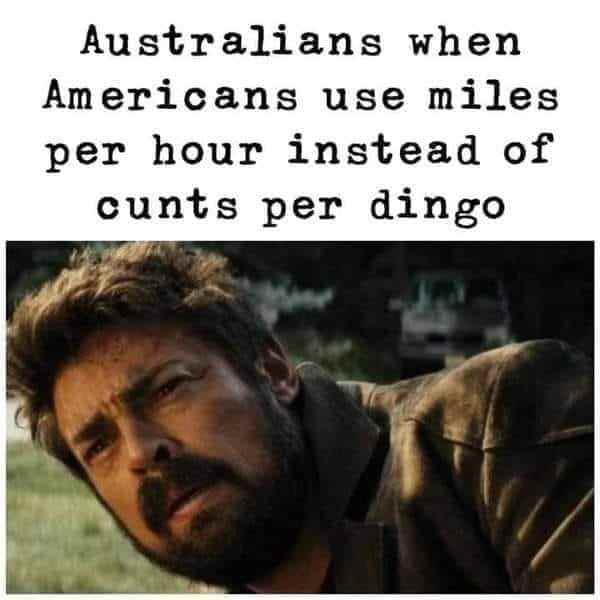 Australians when
Americans use miles
per hour instead of
cunts per dingo